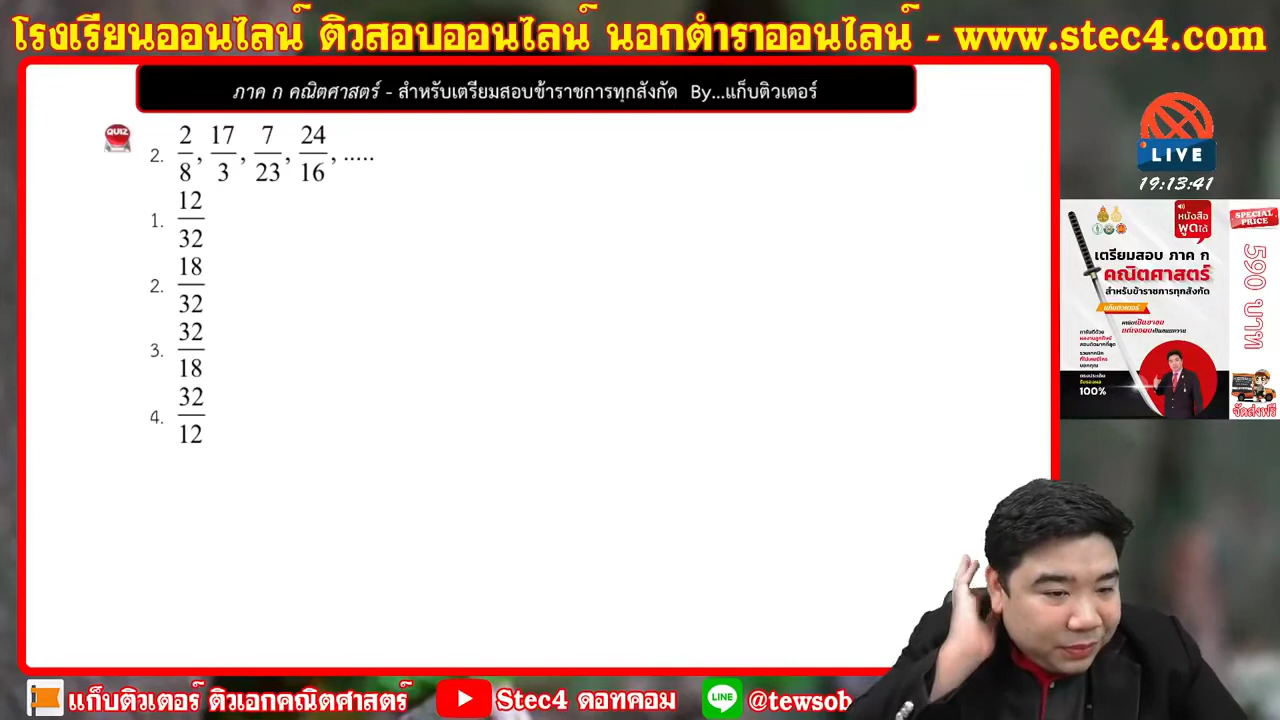 โรงเรียนออนไลน์ ติวสอบออนไลน์ นอกตำราออนไลน์ - www.stec4.com
ภาค ก คณิตศาสตร์ - สำหรับเตรียมสอบข้าราชการทุกสังกัด By...แก็บติวเตอร์
QUIZ
2. 2/8, 17/3, 7/23, 24/16, .....
1. 12/32
2. 18/32
3. 32/18
4. 32/12
LIVE
19:13:41
หนังสือ
พูดได้
เตรียมสอบ ภาค ก
คณิตศาสตร์
สำหรับข้าราชการทุกสังกัด
แก็บติวเตอร์
100%
SPECIAL
PRICE
590 บาท
จัดส่งฟรี
แก็บติวเตอร์ ติวเอกคณิตศาสตร์
Stec4 ดอทคอม
LINE
@tewsob